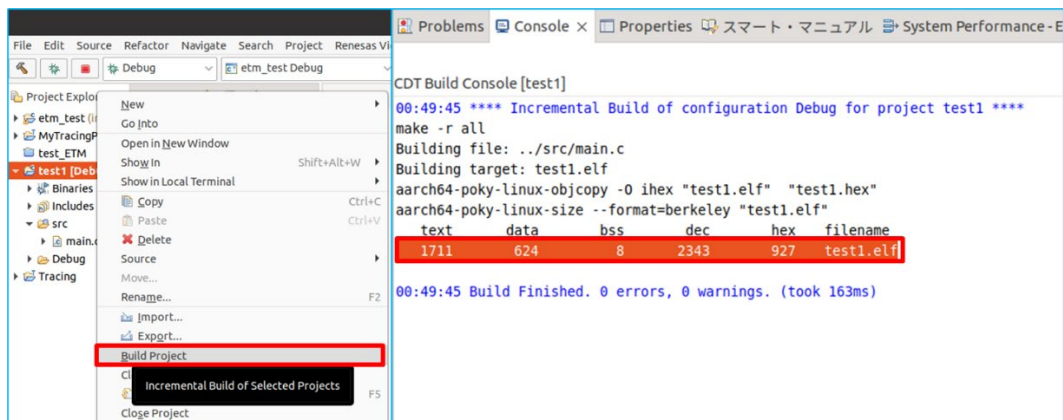 File Edit Source Refactor Navigate Search Project Renesas Vi
Debug etm_test Debug
Project Explo
etm_test (i
MyTracingP
test_ETM
test1 [Deb
Binaries
Includes
src
main.c
Debug
Tracing
New
Go Into
Open in New Window
Show In Shift+Alt+W
Show in Local Terminal
Copy Ctrl+C
Paste Ctrl+V
Delete
Source
Move...
Rename... F2
Import...
Export...
Build Project
Cl
Incremental Build of Selected Projects
F5
Close Project
Problems Console Properties スマート・マニュアル System Performance - E
CDT Build Console [test1]
00:49:45 **** Incremental Build of configuration Debug for project test1 ****
make -r all
Building file: ../src/main.c
Building target: test1.elf
aarch64-poky-linux-objcopy -O ihex "test1.elf" "test1.hex"
aarch64-poky-linux-size --format=berkeley "test1.elf"
text data bss dec hex filename
1711 624 8 2343 927 test1.elf
00:49:45 Build Finished. 0 errors, 0 warnings. (took 163ms)